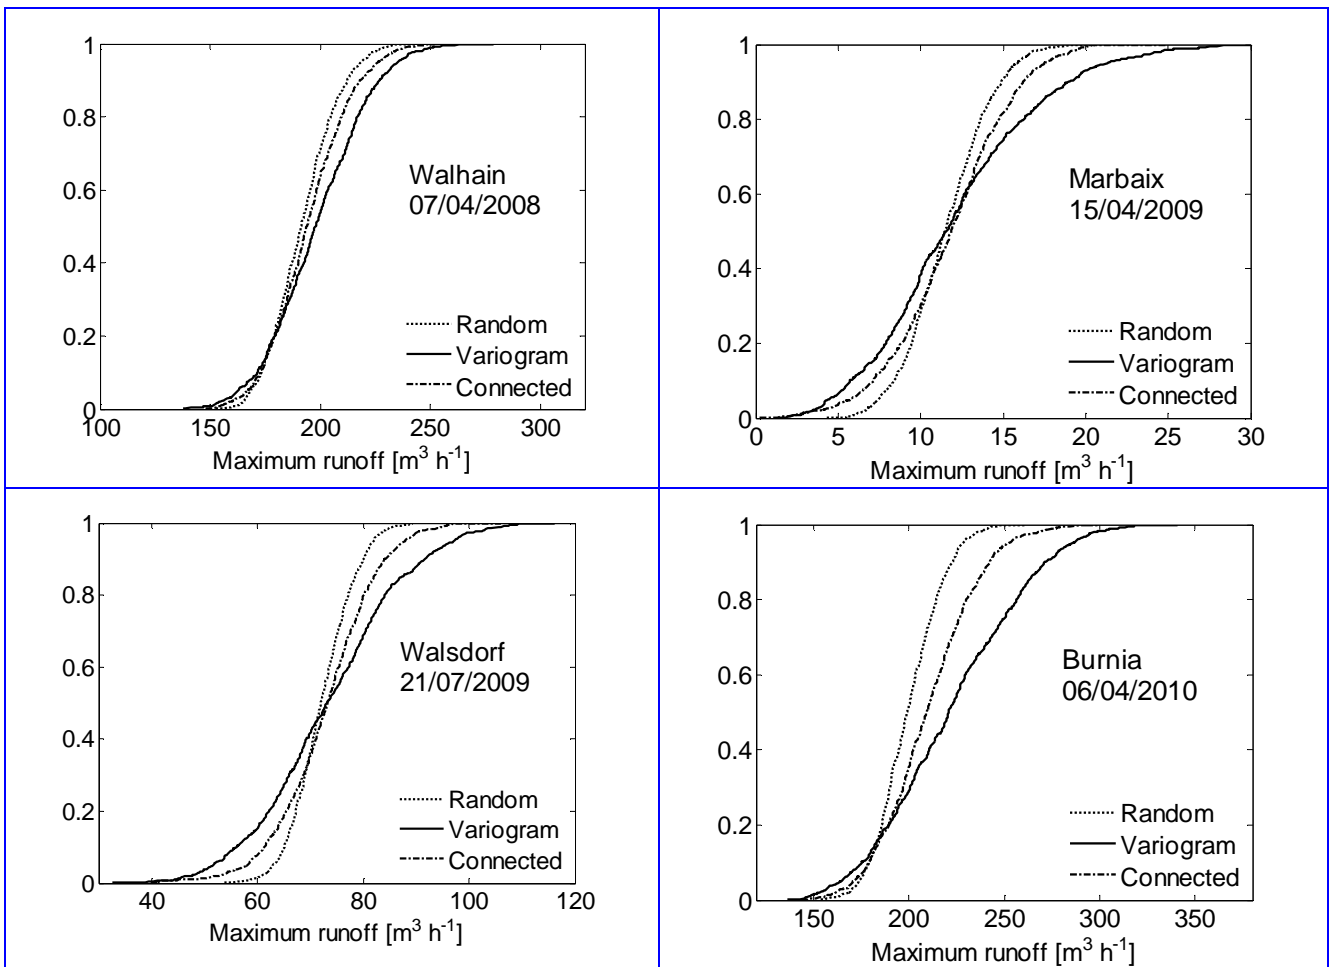 1
0.8
0.6
0.4
0.2
0
100 150 200 250 300
Maximum runoff [m³ h⁻¹]
Walhain
07/04/2008
Random
Variogram
Connected
1
0.8
0.6
0.4
0.2
0
0 5 10 15 20 25 30
Maximum runoff [m³ h⁻¹]
Marbaix
15/04/2009
Random
Variogram
Connected
1
0.8
0.6
0.4
0.2
0
40 60 80 100 120
Maximum runoff [m³ h⁻¹]
Walsdorf
21/07/2009
Random
Variogram
Connected
1
0.8
0.6
0.4
0.2
0
150 200 250 300 350
Maximum runoff [m³ h⁻¹]
Burnia
06/04/2010
Random
Variogram
Connected